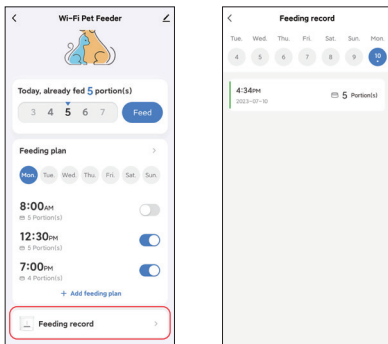 Wi-Fi Pet Feeder
Today, already fed 5 portion(s)
3 4 5 6 7 Feed
Feeding plan
Mon. Tue. Wed. Thu. Fri. Sat. Sun.
8:00AM
5 Portion(s)
12:30PM
5 Portion(s)
7:00PM
4 Portion(s)
+ Add feeding plan
Feeding record
Feeding record
Tue. Wed. Thu. Fri. Sat. Sun. Mon.
4 5 6 7 8 9 10
4:34PM
5 Portion(s)
2023-07-10